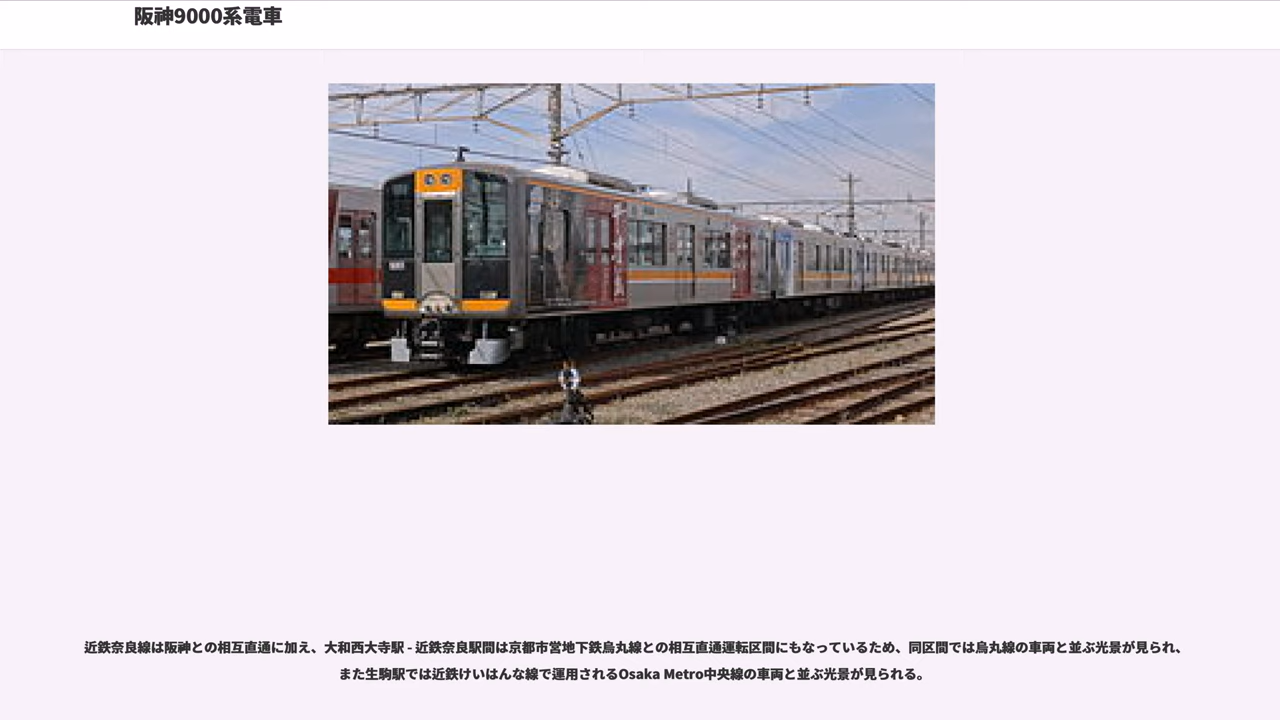 阪神9000系電車
近鉄奈良線は阪神との相互直通に加え、大和西大寺駅 - 近鉄奈良駅間は京都市営地下鉄烏丸線との相互直通運転区間にもなっているため、同区間では烏丸線の車両と並ぶ光景が見られ、
また生駒駅では近鉄けいはんな線で運用されるOsaka Metro中央線の車両と並ぶ光景が見られる。